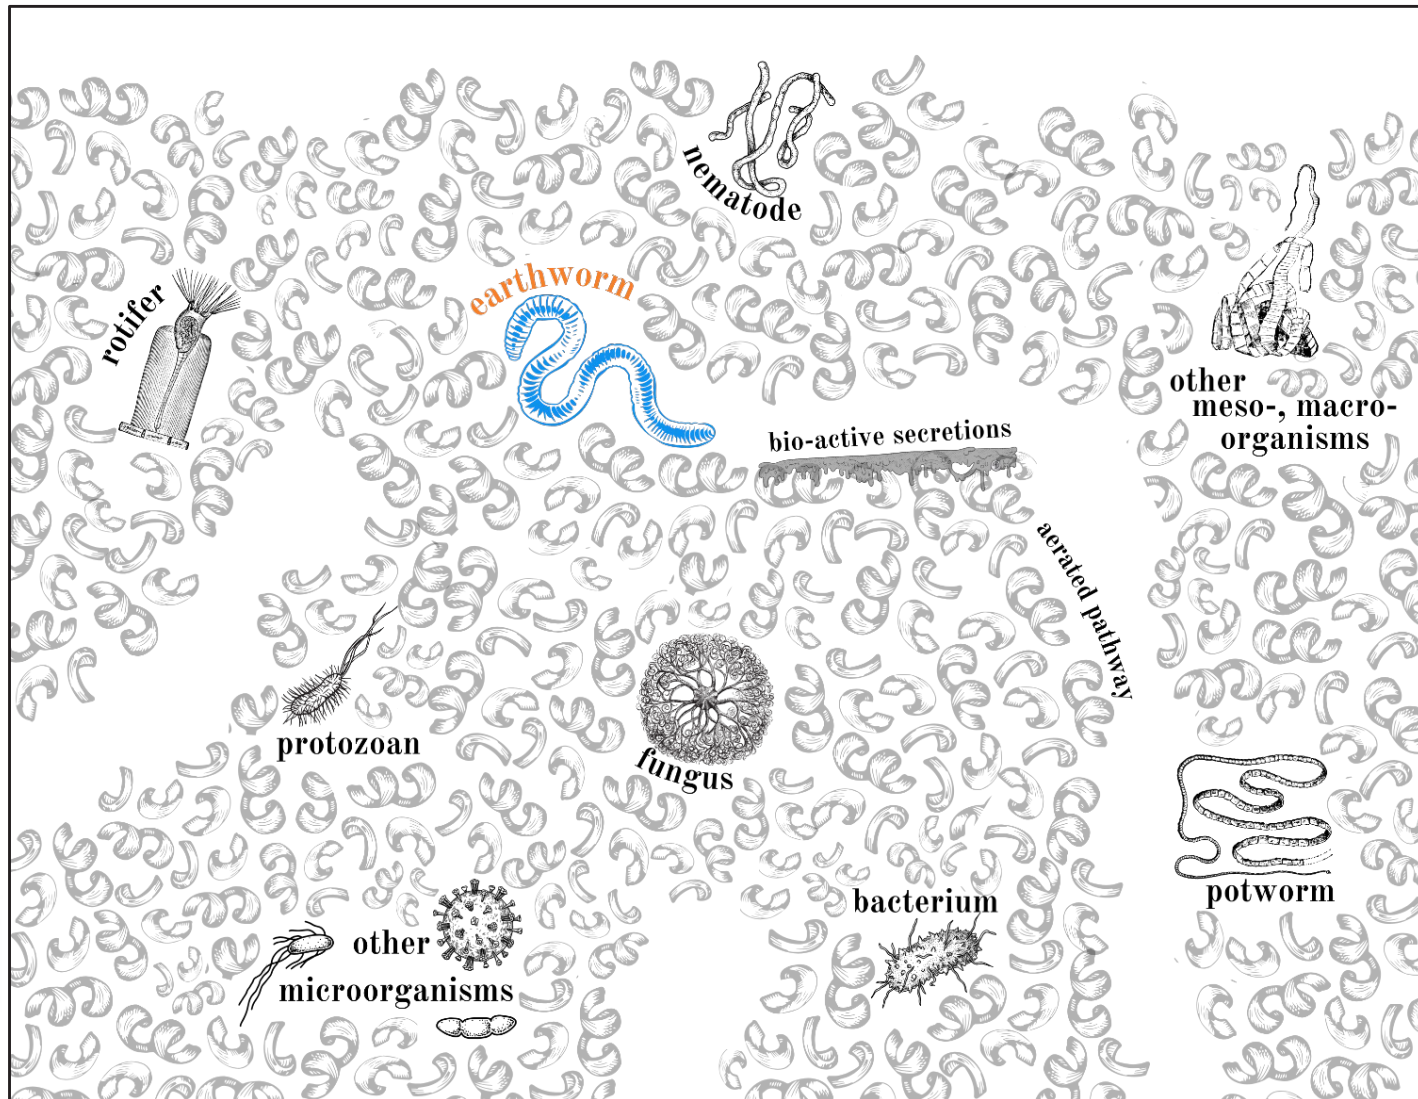 nematode
earthworm
rotifer
other
meso-, macro-
organisms
bio-active secretions
aerated pathway
protozoan
fungus
potworm
bacterium
other
microorganisms